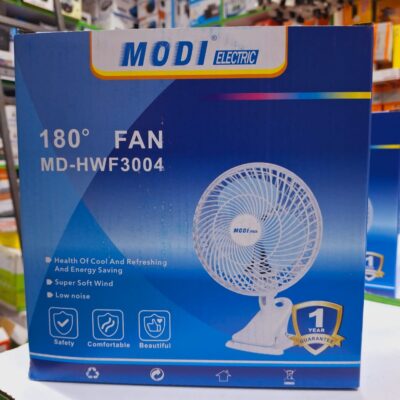 MODI® ELECTRIC
180° FAN
MD-HWF3004
MODI
Health Of Cool And Refreshing
And Energy Saving
Super Soft Wind
Low noise
Safety
Comfortable
Beautiful
1
YEAR
GUARANTEE